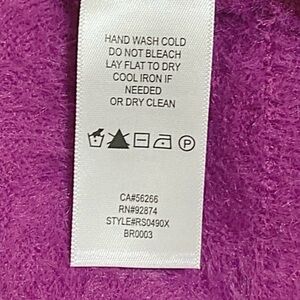 HAND WASH COLD
DO NOT BLEACH
LAY FLAT TO DRY
COOL IRON IF
NEEDED
OR DRY CLEAN
P
CA#56266
RN#92874
STYLE#RS0490X
BR0003